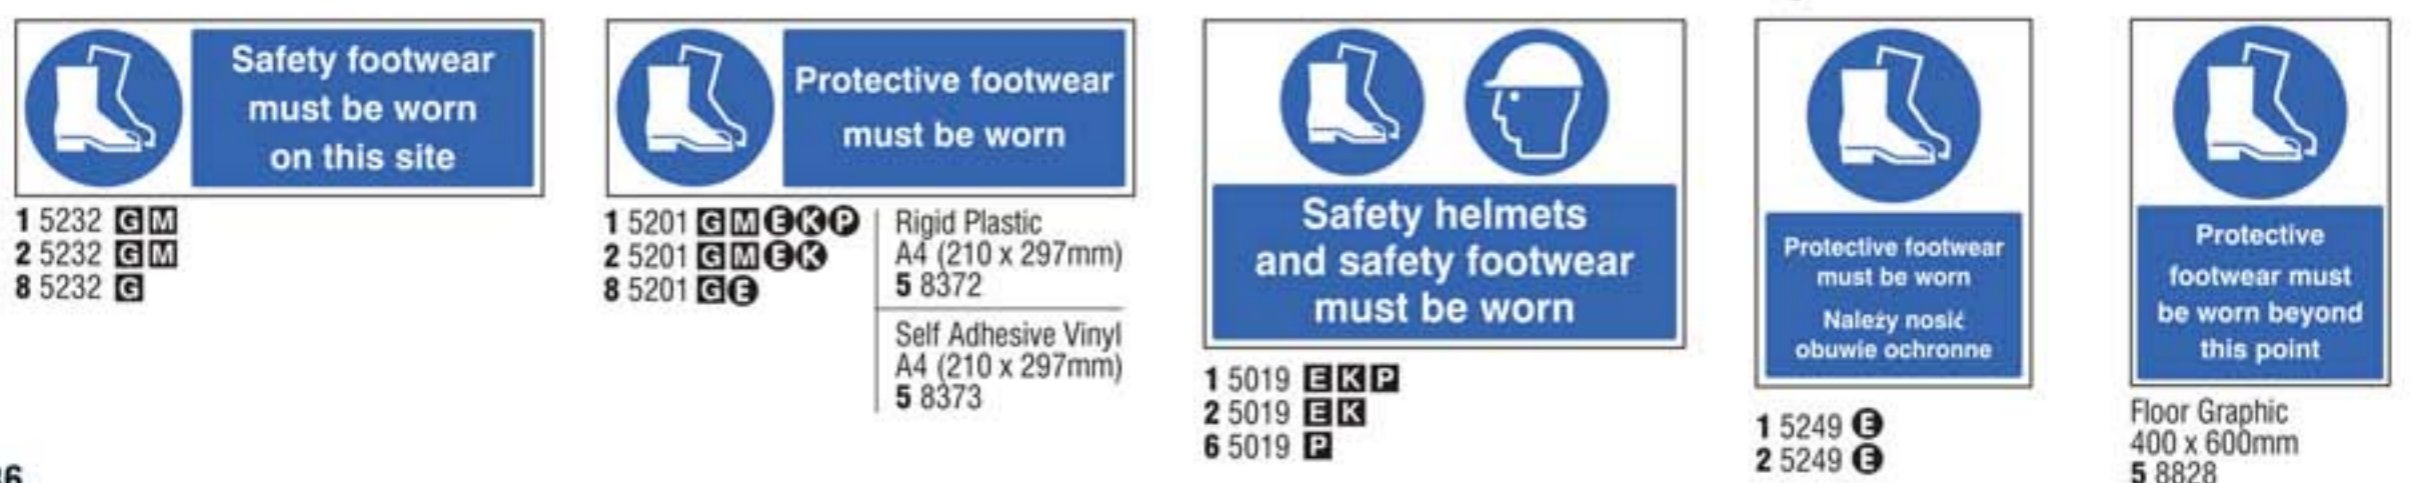 Safety footwear
must be worn
on this site
1 5232 G M
2 5232 G M
8 5232 G
Protective footwear
must be worn
1 5201 G M E K P
2 5201 G M E K
8 5201 G E
Rigid Plastic
A4 (210 x 297mm)
5 8372
Self Adhesive Vinyl
A4 (210 x 297mm)
5 8373
Safety helmets
and safety footwear
must be worn
1 5019 E K P
2 5019 E K
6 5019 P
Protective footwear
must be worn
Należy nosić
obuwie ochronne
1 5249 E
2 5249 E
Protective
footwear must
be worn beyond
this point
Floor Graphic
400 x 600mm
5 8828